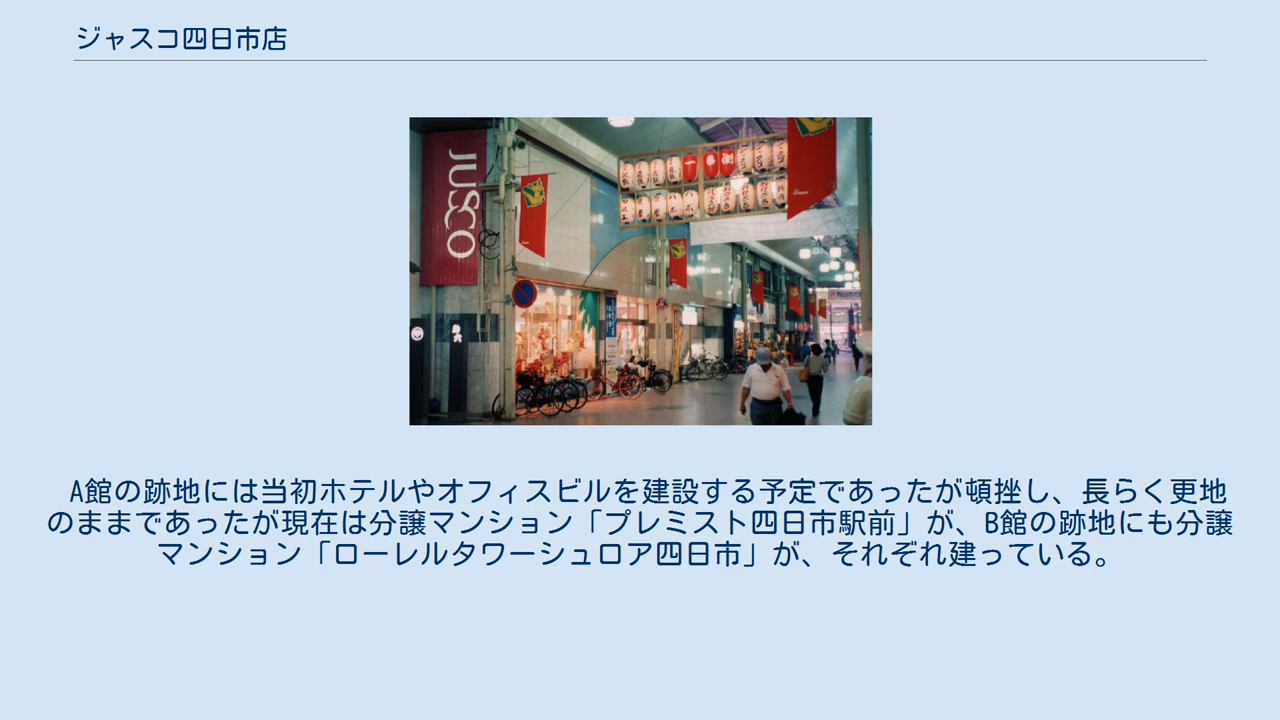 ジャスコ四日市店
JUSCO
一番街
A館の跡地には当初ホテルやオフィスビルを建設する予定であったが頓挫し、長らく更地
のままであったが現在は分譲マンション「プレミスト四日市駅前」が、B館の跡地にも分譲
マンション「ローレルタワーシュロア四日市」が、それぞれ建っている。